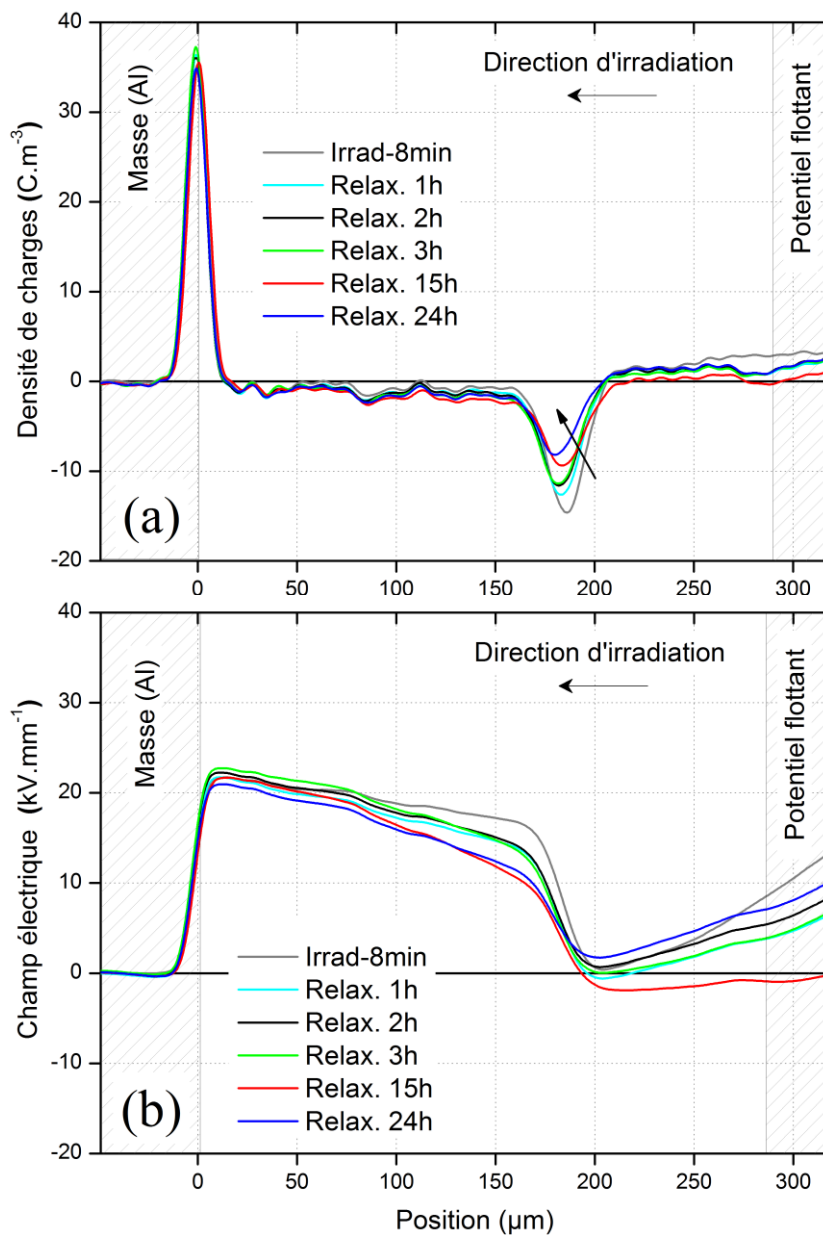 40
30
20
10
0
-10
-20
Densité de charges (C.m-3)
Masse (Al)
Direction d'irradiation
Potentiel flottant
Irrad-8min
Relax. 1h
Relax. 2h
Relax. 3h
Relax. 15h
Relax. 24h
(a)
0 50 100 150 200 250 300
40
30
20
10
0
-10
-20
Champ électrique (kV.mm-1)
Masse (Al)
Direction d'irradiation
Potentiel flottant
Irrad-8min
Relax. 1h
Relax. 2h
Relax. 3h
Relax. 15h
Relax. 24h
(b)
0 50 100 150 200 250 300
Position (µm)